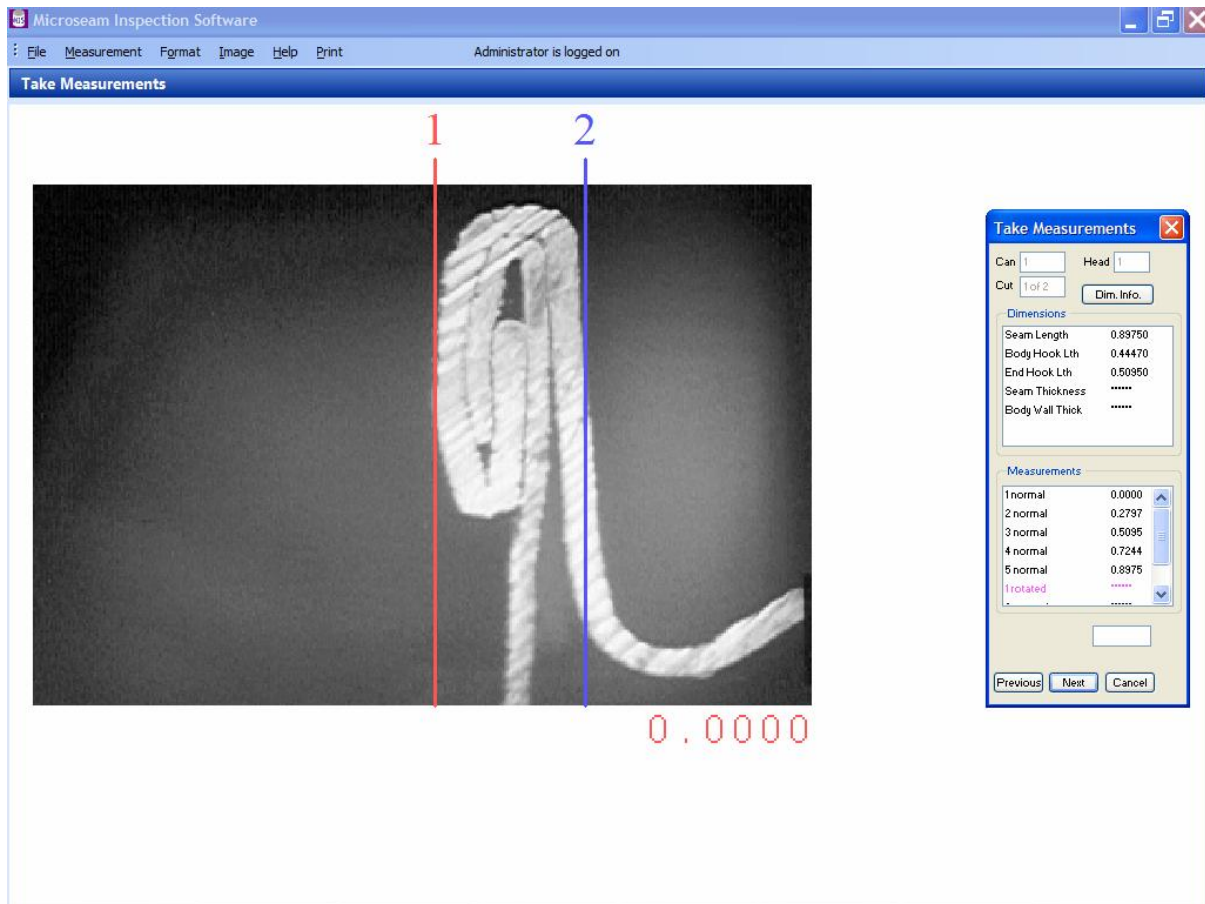 Microseam Inspection Software
File Measurement Format Image Help Print Administrator is logged on
Take Measurements
1 2
Take Measurements
Can 1 Head 1
Cut 1 of 2 Dim. Info.
Dimensions
Seam Length 0.89750
Body Hook Lth 0.44470
End Hook Lth 0.50950
Seam Thickness ******
Body Wall Thick ******
Measurements
1 normal 0.0000
2 normal 0.2797
3 normal 0.5095
4 normal 0.7244
5 normal 0.8975
1 rotated ******
Previous Next Cancel
0.0000